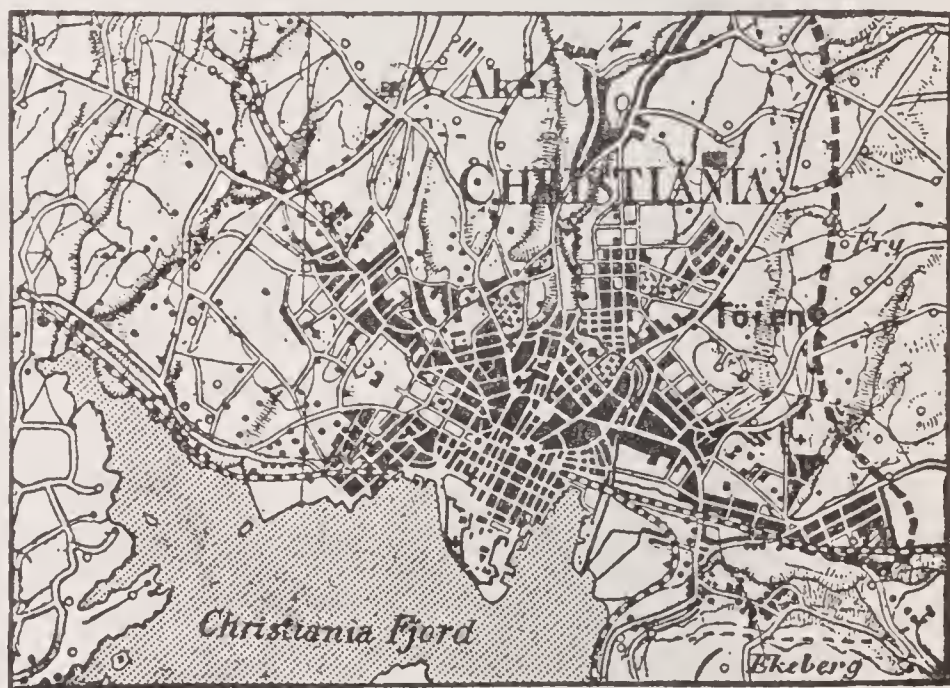 Aker
CHRISTIANIA
Fry
Töien
Christiania Fjord
Ekeberg